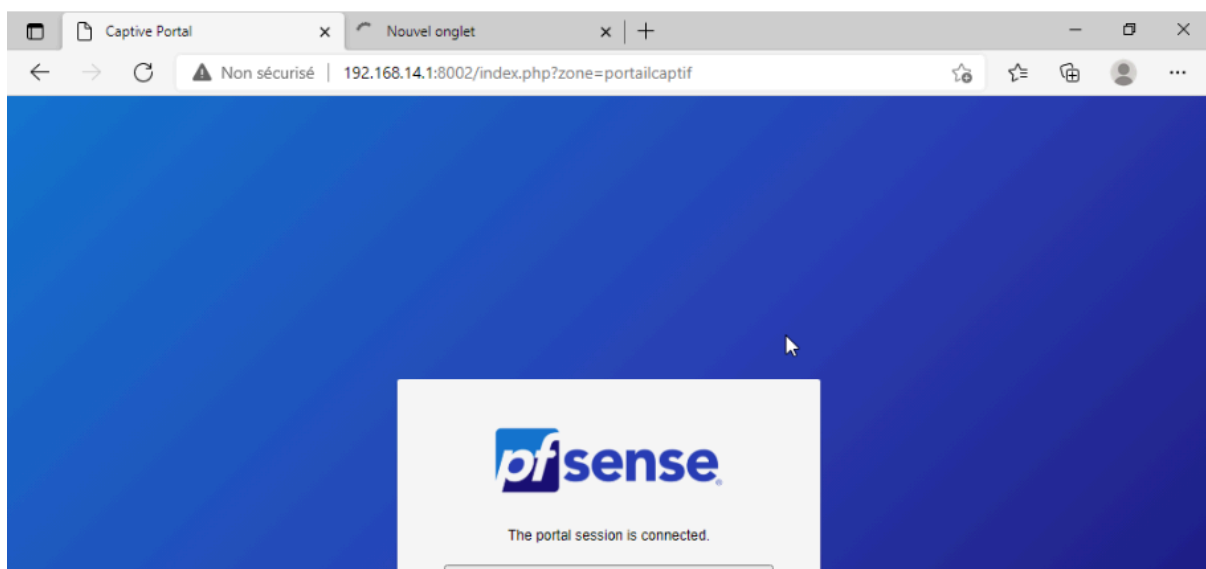 Captive Portal
Nouvel onglet
Non sécurisé | 192.168.14.1:8002/index.php?zone=portailcaptif
pfsense
The portal session is connected.